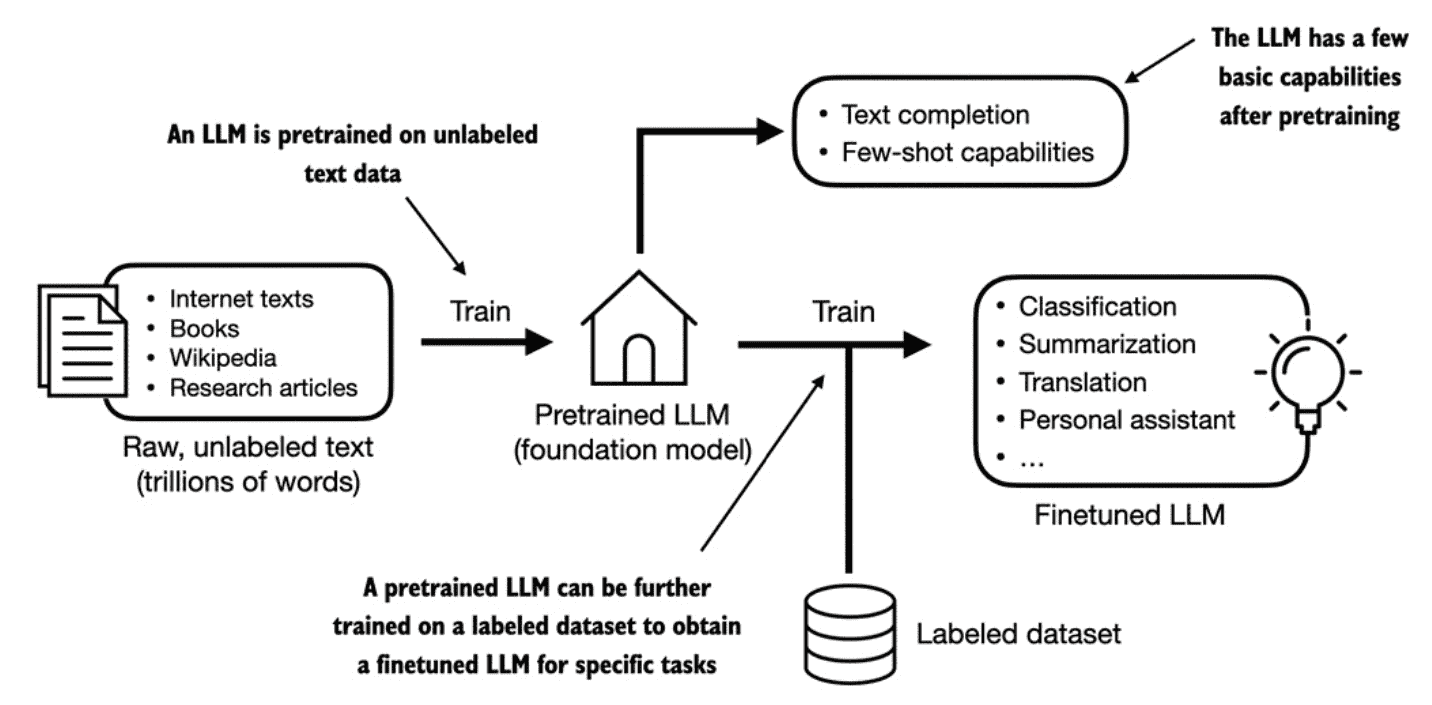 The LLM has a few
basic capabilities
after pretraining
• Text completion
• Few-shot capabilities
An LLM is pretrained on unlabeled
text data
• Internet texts
• Books
• Wikipedia
• Research articles
Raw, unlabeled text
(trillions of words)
Train
Pretrained LLM
(foundation model)
Train
• Classification
• Summarization
• Translation
• Personal assistant
• ...
Finetuned LLM
A pretrained LLM can be further
trained on a labeled dataset to obtain
a finetuned LLM for specific tasks
Labeled dataset